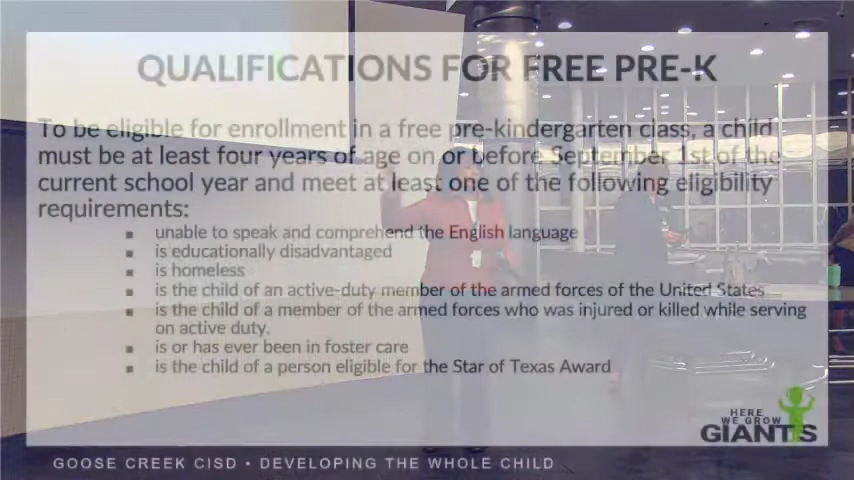 QUALIFICATIONS FOR FREE PRE-K
To be eligible for enrollment in a free pre-kindergarten class, a child
must be at least four years of age on or before September 1st of the
current school year and meet at least one of the following eligibility
requirements:
unable to speak and comprehend the English language
is educationally disadvantaged
is homeless
is the child of an active-duty member of the armed forces of the United States
is the child of a member of the armed forces who was injured or killed while serving
on active duty.
is or has ever been in foster care
is the child of a person eligible for the Star of Texas Award
HERE
WE GROW
GIANTS
GOOSE CREEK CISD • DEVELOPING THE WHOLE CHILD